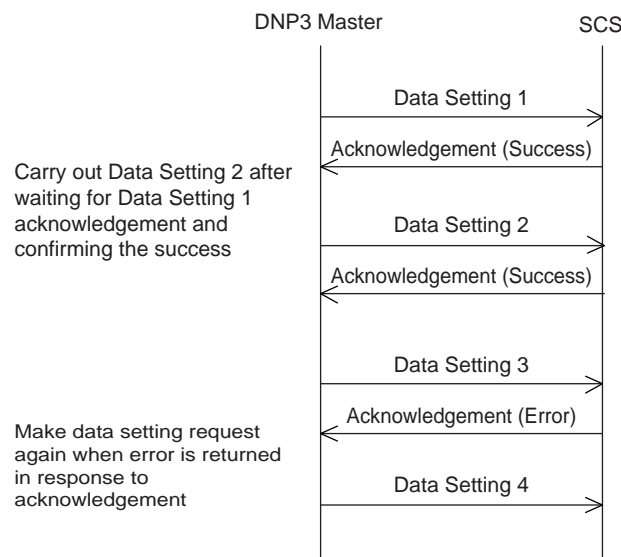 DNP3 Master
SCS
Data Setting 1
Acknowledgement (Success)
Carry out Data Setting 2 after
waiting for Data Setting 1
acknowledgement and
confirming the success
Data Setting 2
Acknowledgement (Success)
Data Setting 3
Acknowledgement (Error)
Make data setting request
again when error is returned
in response to
acknowledgement
Data Setting 4